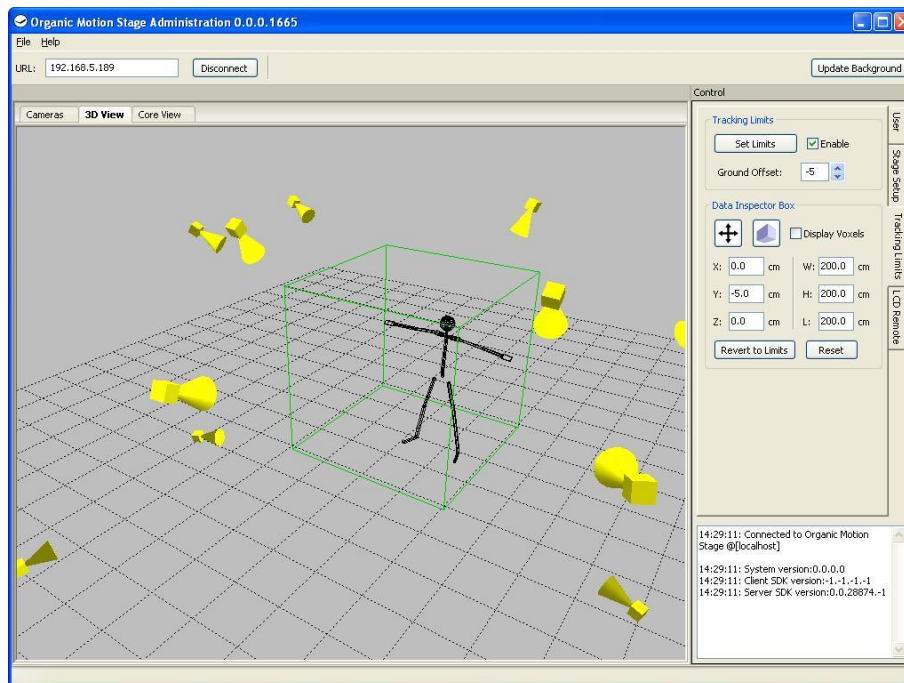 Organic Motion Stage Administration 0.0.0.1665
File Help
URL: 192.168.5.189 Disconnect Update Background
Control
Cameras 3D View Core View
Tracking Limits
Set Limits Enable
Ground Offset: -5
Data Inspector Box
Display Voxels
X: 0.0 cm W: 200.0 cm
Y: -5.0 cm H: 200.0 cm
Z: 0.0 cm L: 200.0 cm
Revert to Limits Reset
User
Stage Setup
Tracking Limits
LCD Remote
14:29:11: Connected to Organic Motion
Stage @[localhost]
14:29:11: System version:0.0.0.0
14:29:11: Client SDK version:-1.-1.-1.-1
14:29:11: Server SDK version:0.0.28874.-1